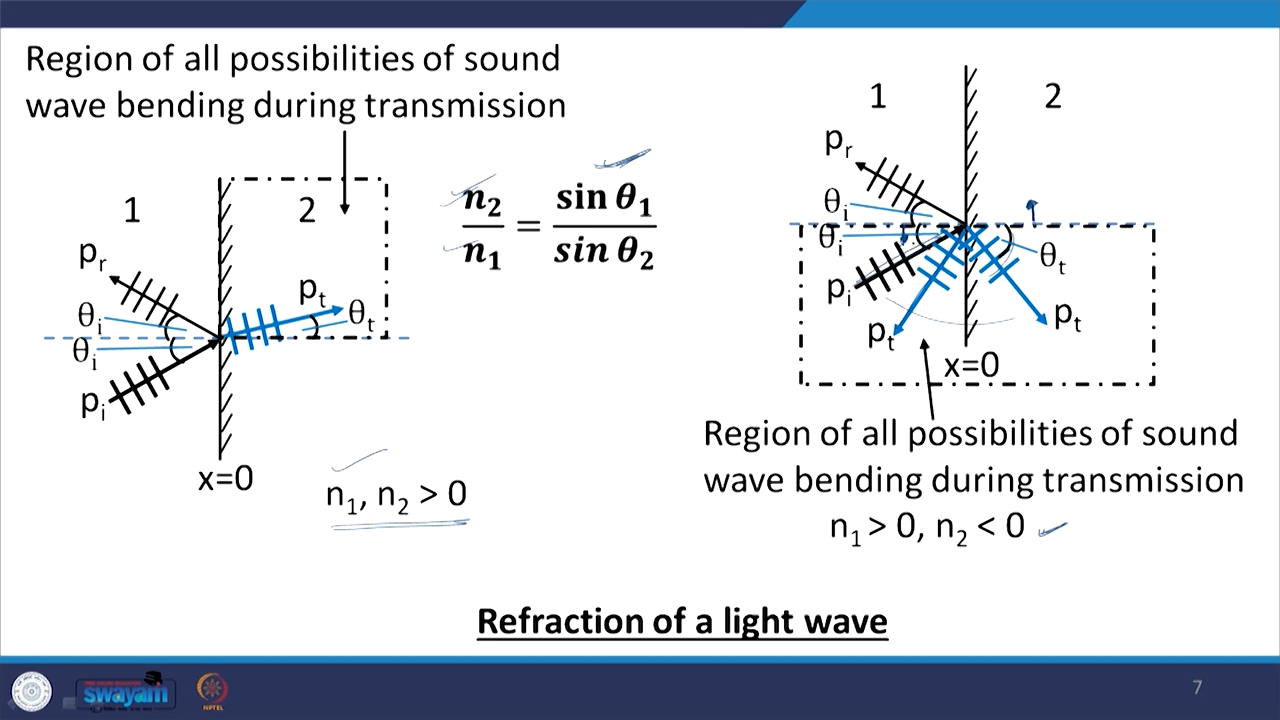 Region of all possibilities of sound
wave bending during transmission
1
2
pᵣ
θᵢ
θᵢ
pᵢ
pₜ
θₜ
x=0
n₁, n₂ > 0
n₂/n₁ = sin θ₁/sin θ₂
1
2
pᵣ
θᵢ
θᵢ
pᵢ
pₜ
θₜ
pₜ
x=0
Region of all possibilities of sound
wave bending during transmission
n₁ > 0, n₂ < 0
Refraction of a light wave
swayam
NPTEL
7